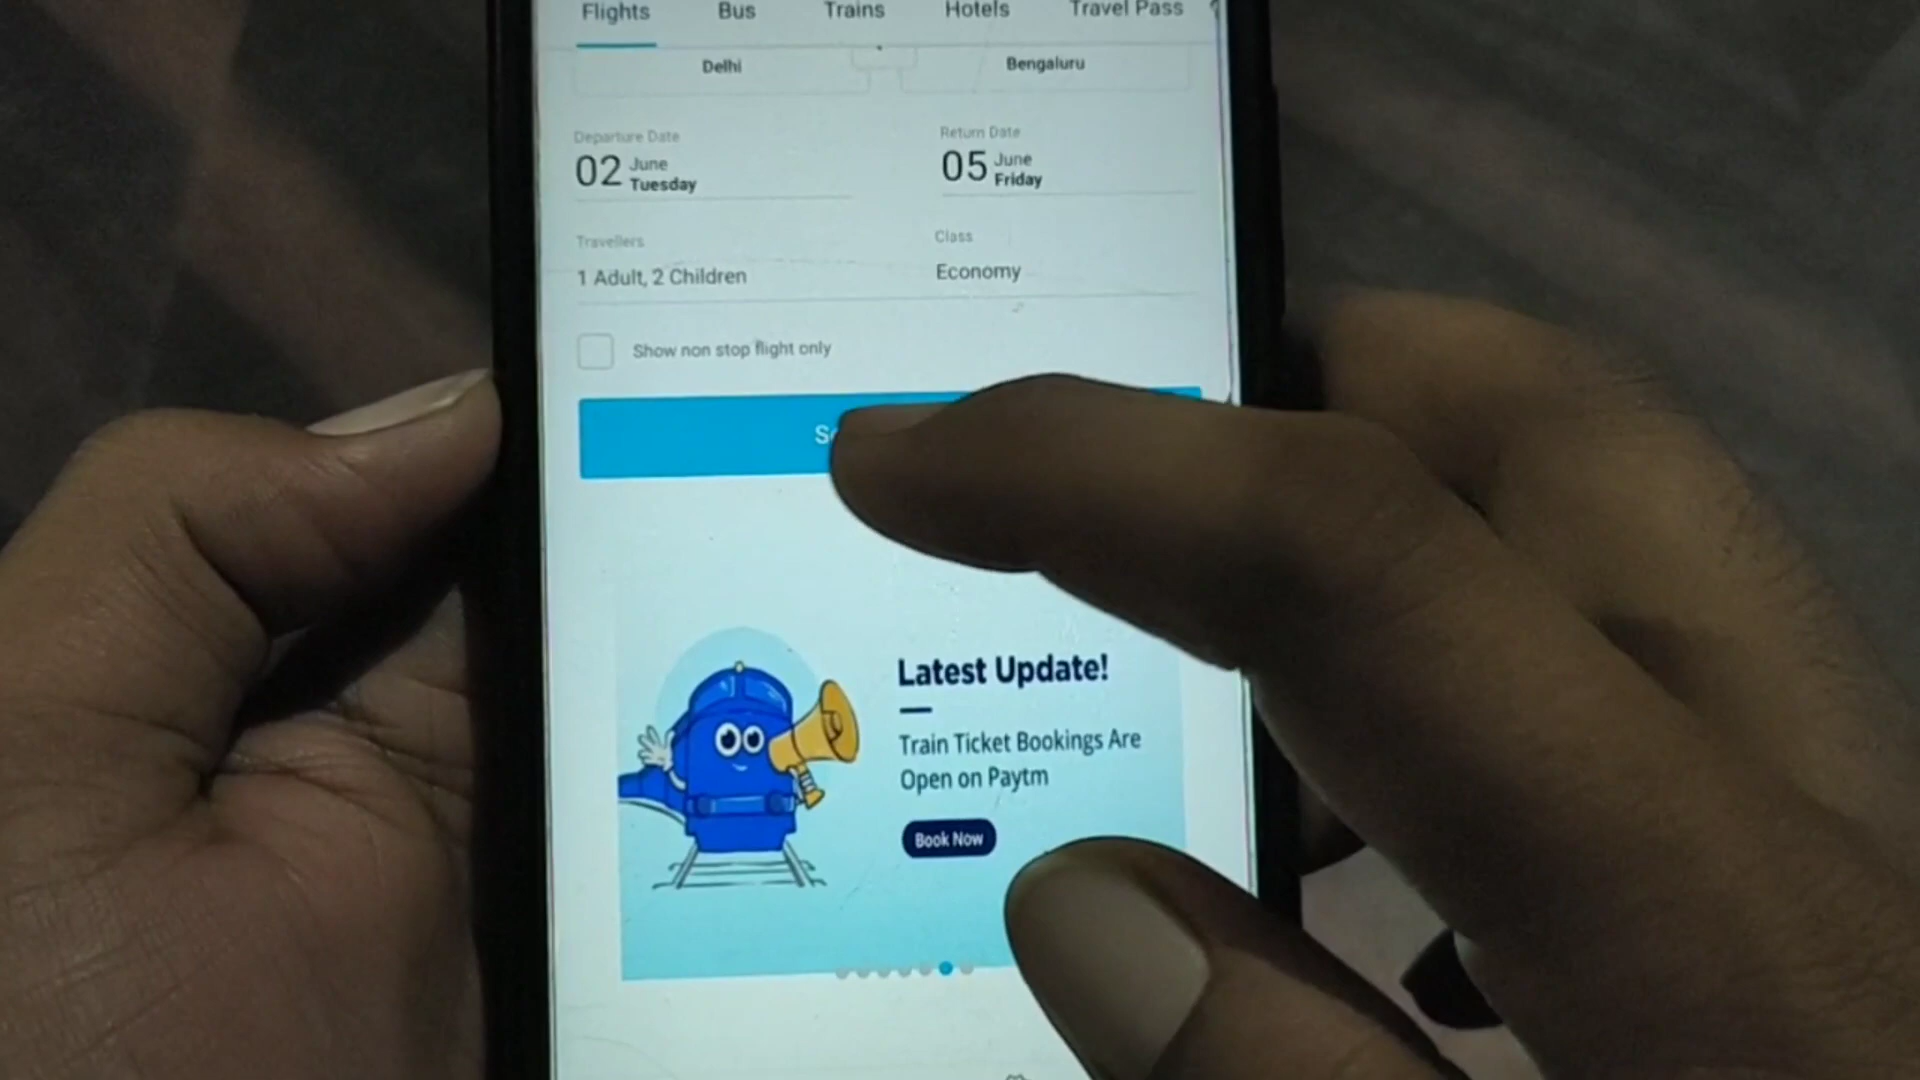 Flights Bus Trains Hotels Travel Pass
Delhi Bengaluru
Departure Date Return Date
02 June Tuesday 05 June Friday
Travellers Class
1 Adult, 2 Children Economy
Show non stop flight only
Latest Update!
Train Ticket Bookings Are
Open on Paytm
Book Now